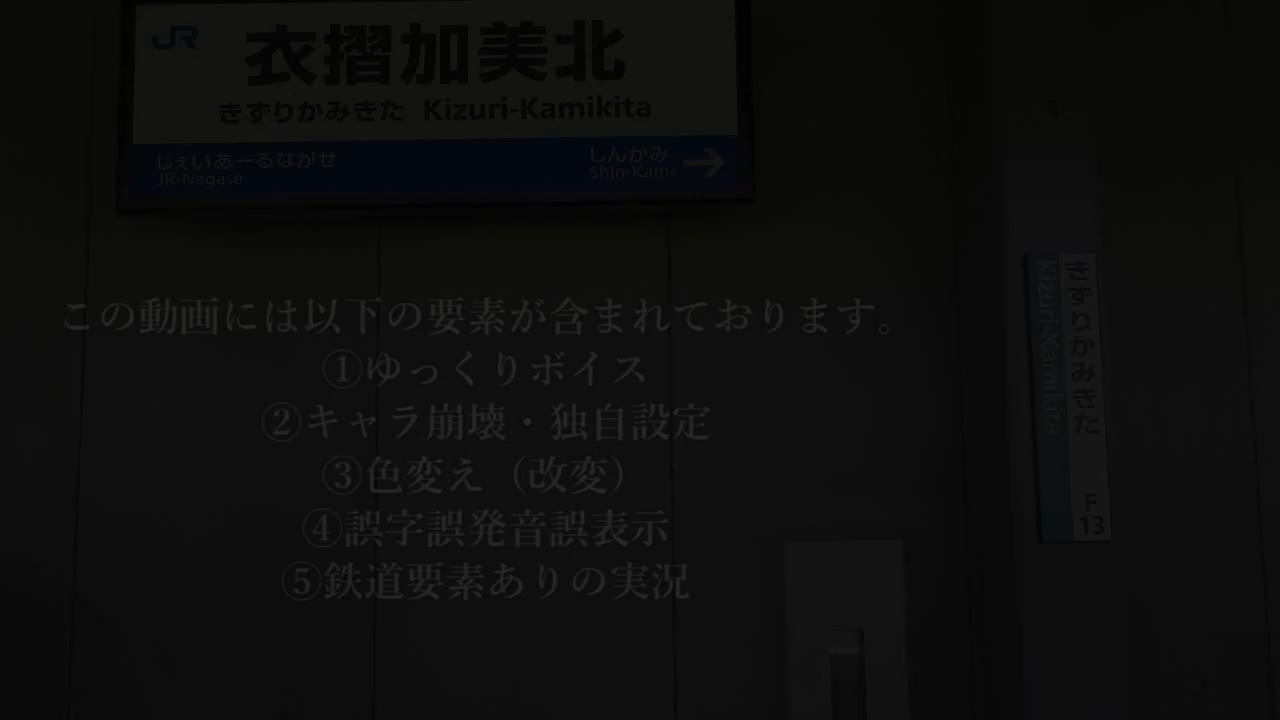 JR
衣摺加美北
きずりかみきた Kizuri-Kamikita
じぇいあーるながせ
JR-Nagase
しんかみ
Shin-Kami
→
この動画には以下の要素が含まれております。
①ゆっくりボイス
②キャラ崩壊・独自設定
③色変え（改変）
④誤字誤発音誤表示
⑤鉄道要素ありの実況
きずりかみきた
Kizuri-Kamikita
F
13